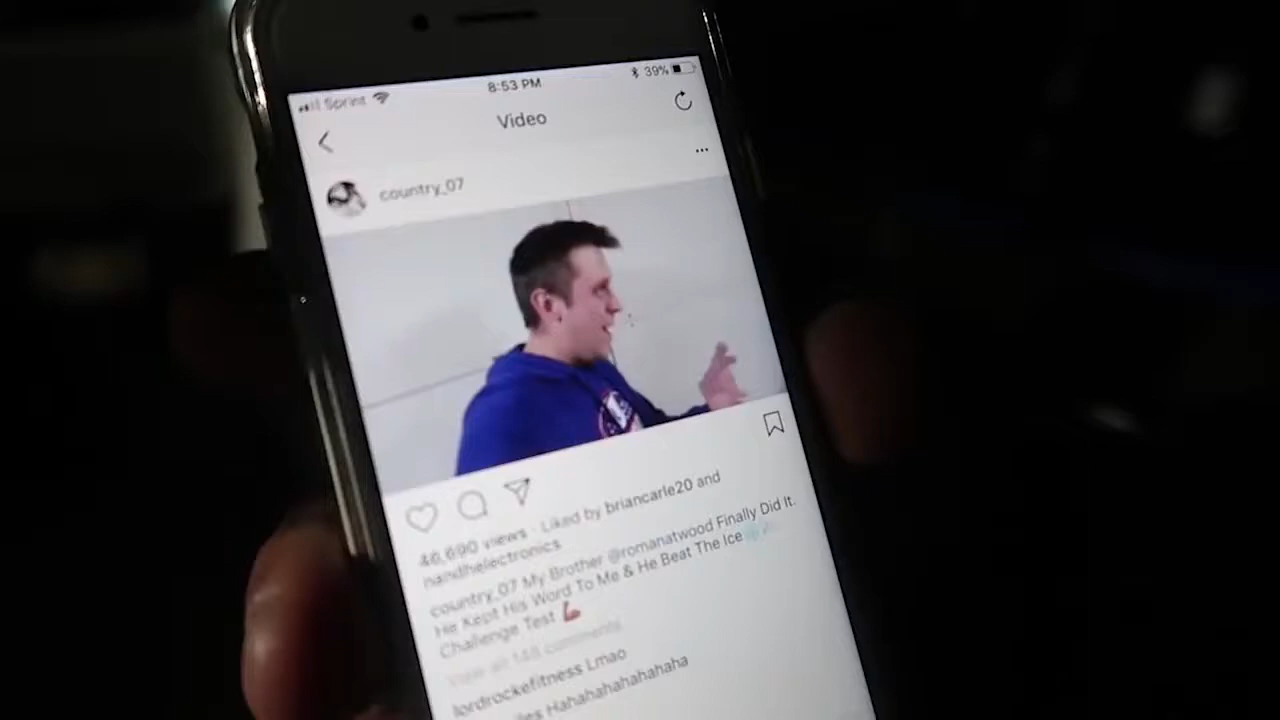 Sprint 8:53 PM 39%
Video
country_07
views · Liked by briancarle20 and
nandhelectronics
country_07 My Brother @romanatwood Finally Did It.
He Kept His Word To Me & He Beat The Ice
Challenge Test 💪
View all 148 comments
lordrockefitness Lmao
Hahahahahahahaha